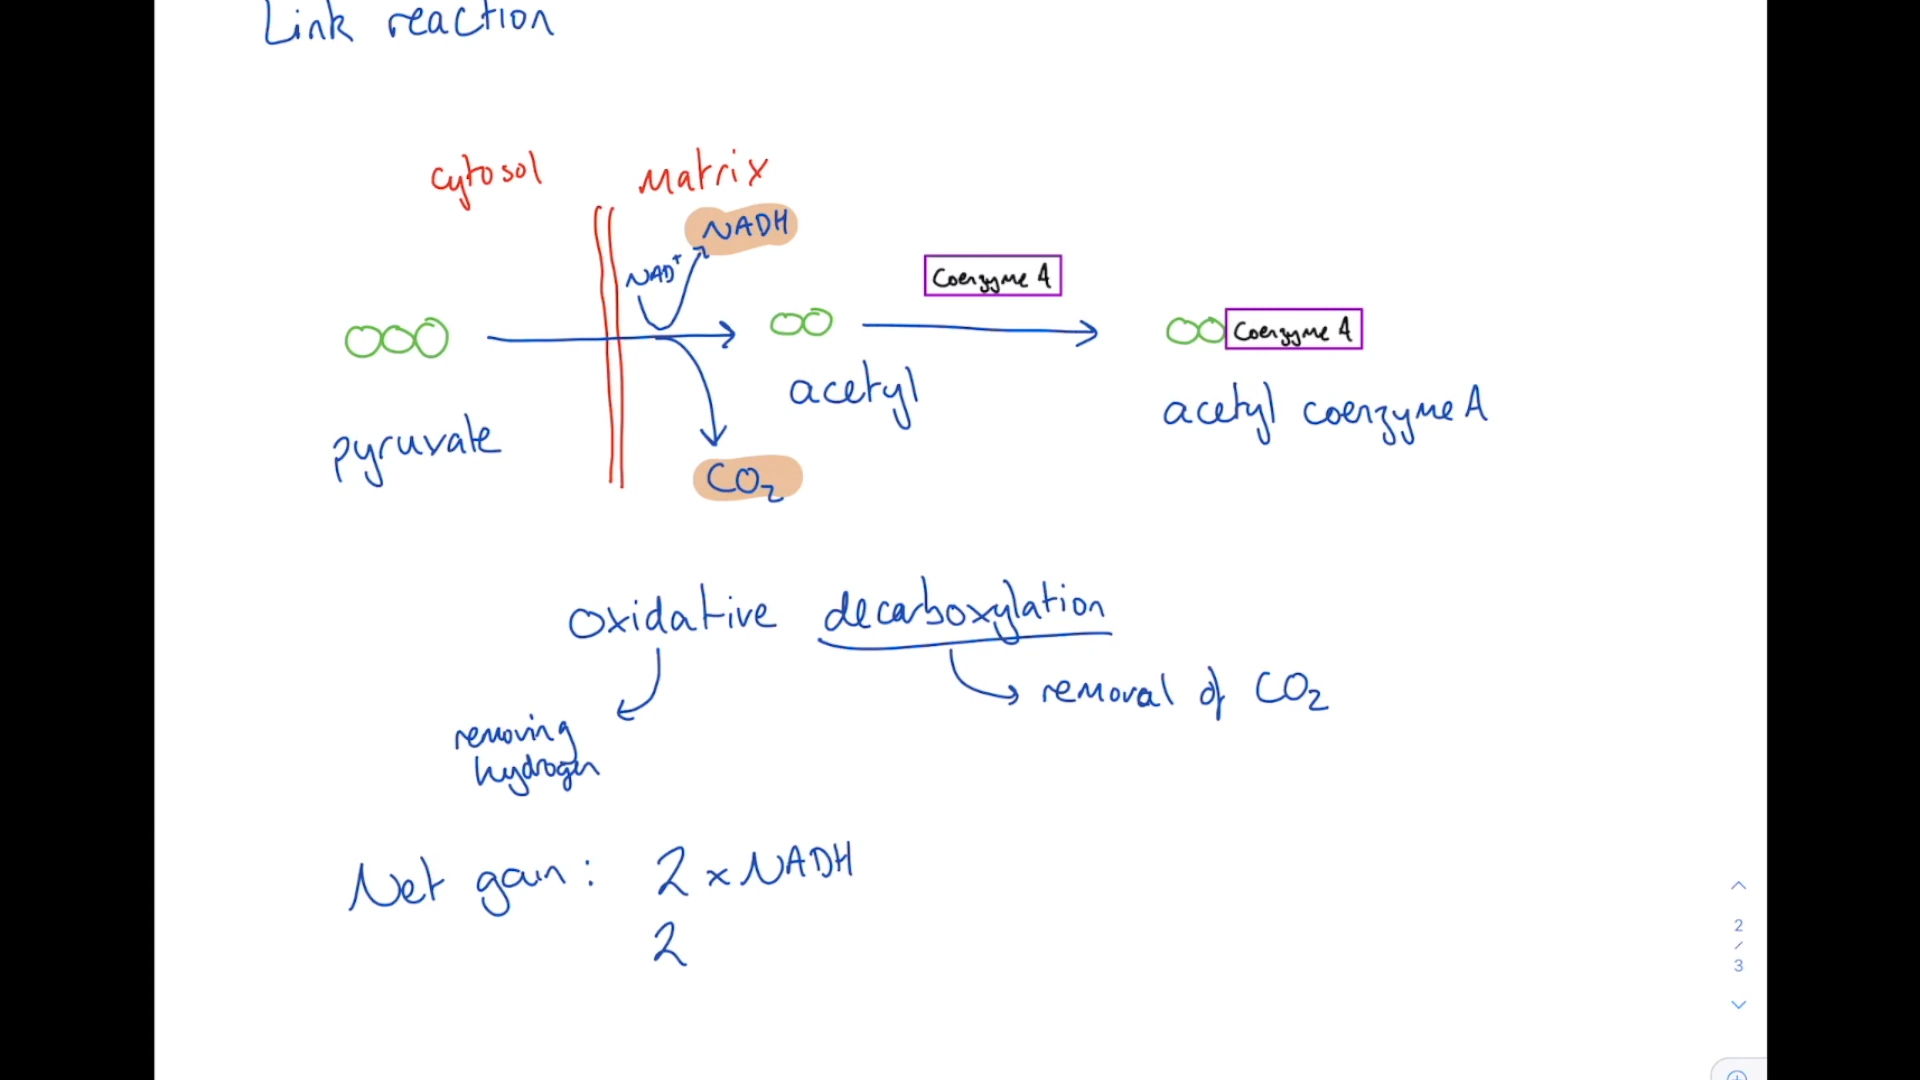 Link reaction
cytosol
Matrix
NADH
NAD+
Coenzyme A
Coenzyme A
acetyl
acetyl coenzyme A
pyruvate
CO2
oxidative decarboxylation
removal of CO2
removing
hydrogen
Net gain: 2 x NADH
2
2
/
3